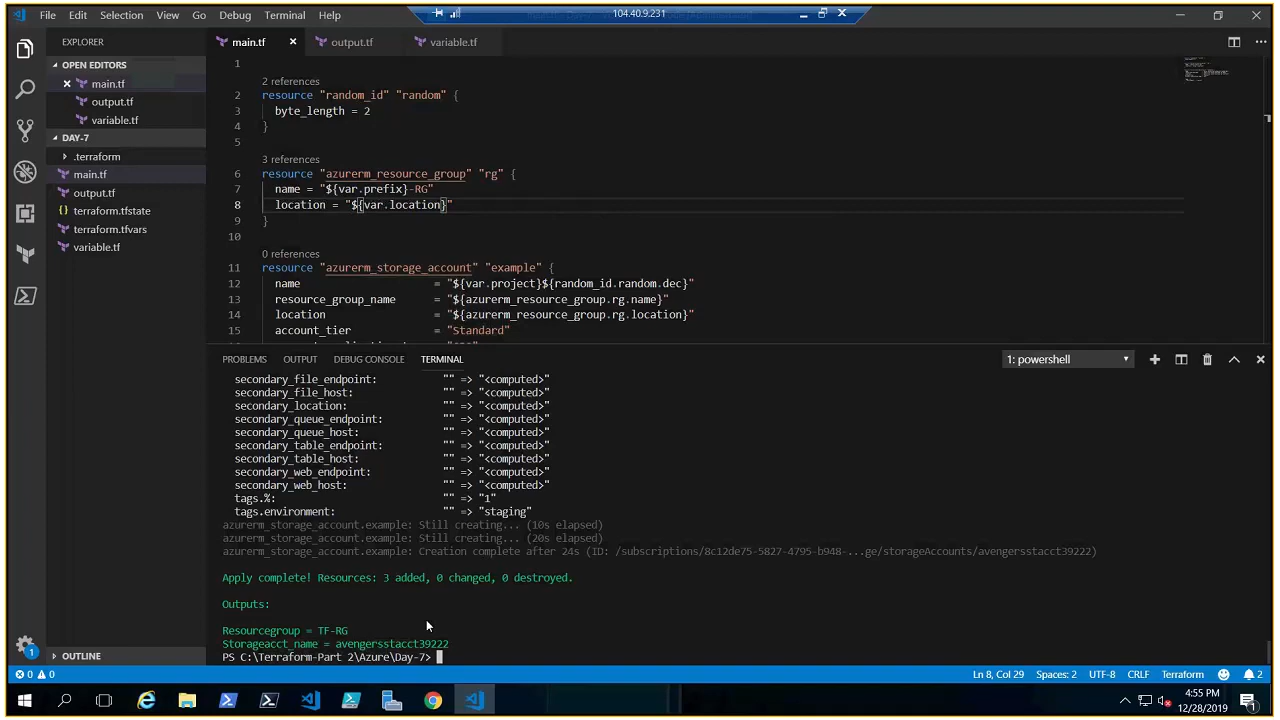 File Edit Selection View Go Debug Terminal Help
104.40.9.231
EXPLORER
OPEN EDITORS
main.tf
output.tf
variable.tf
DAY-7
.terraform
main.tf
output.tf
terraform.tfstate
terraform.tfvars
variable.tf
OUTLINE
main.tf output.tf variable.tf
1
2 references
2 resource "random_id" "random" {
3 byte_length = 2
4 }
5
3 references
6 resource "azurerm_resource_group" "rg" {
7 name = "${var.prefix}-RG"
8 location = "${var.location}"
9 }
10
0 references
11 resource "azurerm_storage_account" "example" {
12 name = "${var.project}${random_id.random.dec}"
13 resource_group_name = "${azurerm_resource_group.rg.name}"
14 location = "${azurerm_resource_group.rg.location}"
15 account_tier = "Standard"
PROBLEMS OUTPUT DEBUG CONSOLE TERMINAL 1: powershell
secondary_file_endpoint: "" => "<computed>"
secondary_file_host: "" => "<computed>"
secondary_location: "" => "<computed>"
secondary_queue_endpoint: "" => "<computed>"
secondary_queue_host: "" => "<computed>"
secondary_table_endpoint: "" => "<computed>"
secondary_table_host: "" => "<computed>"
secondary_web_endpoint: "" => "<computed>"
secondary_web_host: "" => "<computed>"
tags.%: "" => "1"
tags.environment: "" => "staging"
azurerm_storage_account.example: Still creating... (10s elapsed)
azurerm_storage_account.example: Still creating... (20s elapsed)
azurerm_storage_account.example: Creation complete after 24s (ID: /subscriptions/8c12de75-5827-4795-b948-...ge/storageAccounts/avengersstacct39222)
Apply complete! Resources: 3 added, 0 changed, 0 destroyed.
Outputs:
Resourcegroup = TF-RG
Storageacct_name = avengersstacct39222
PS C:\Terraform-Part 2\Azure\Day-7>
1
0 0 Ln 8, Col 29 Spaces: 2 UTF-8 CRLF Terraform 2
4:55 PM
12/28/2019
1